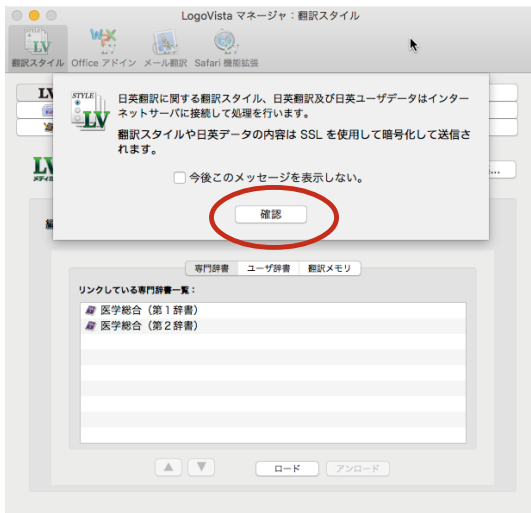 LogoVista マネージャ：翻訳スタイル
LV
翻訳スタイル Office アドイン メール翻訳 Safari 機能拡張
STYLE
LV
日英翻訳に関する翻訳スタイル、日英翻訳及び日英ユーザデータはインター
ネットサーバに接続して処理を行います。
翻訳スタイルや日英データの内容は SSL を使用して暗号化して送信さ
れます。
今後このメッセージを表示しない。
確認
LV
...
専門辞書 ユーザ辞書 翻訳メモリ
リンクしている専門辞書一覧：
医学総合（第１辞書）
医学総合（第２辞書）
ロード アンロード